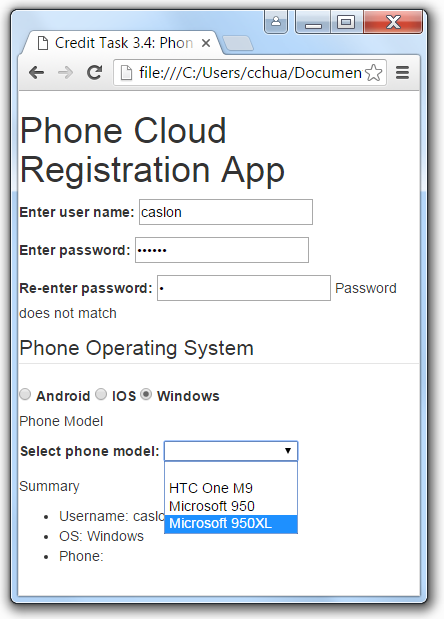 Credit Task 3.4: Phon
file:///C:/Users/cchua/Documen
Phone Cloud
Registration App
Enter user name: caslon
Enter password: ••••••
Re-enter password: • Password
does not match
Phone Operating System
Android IOS Windows
Phone Model
Select phone model:
HTC One M9
Microsoft 950
Microsoft 950XL
Summary
• Username: caslo
• OS: Windows
• Phone: